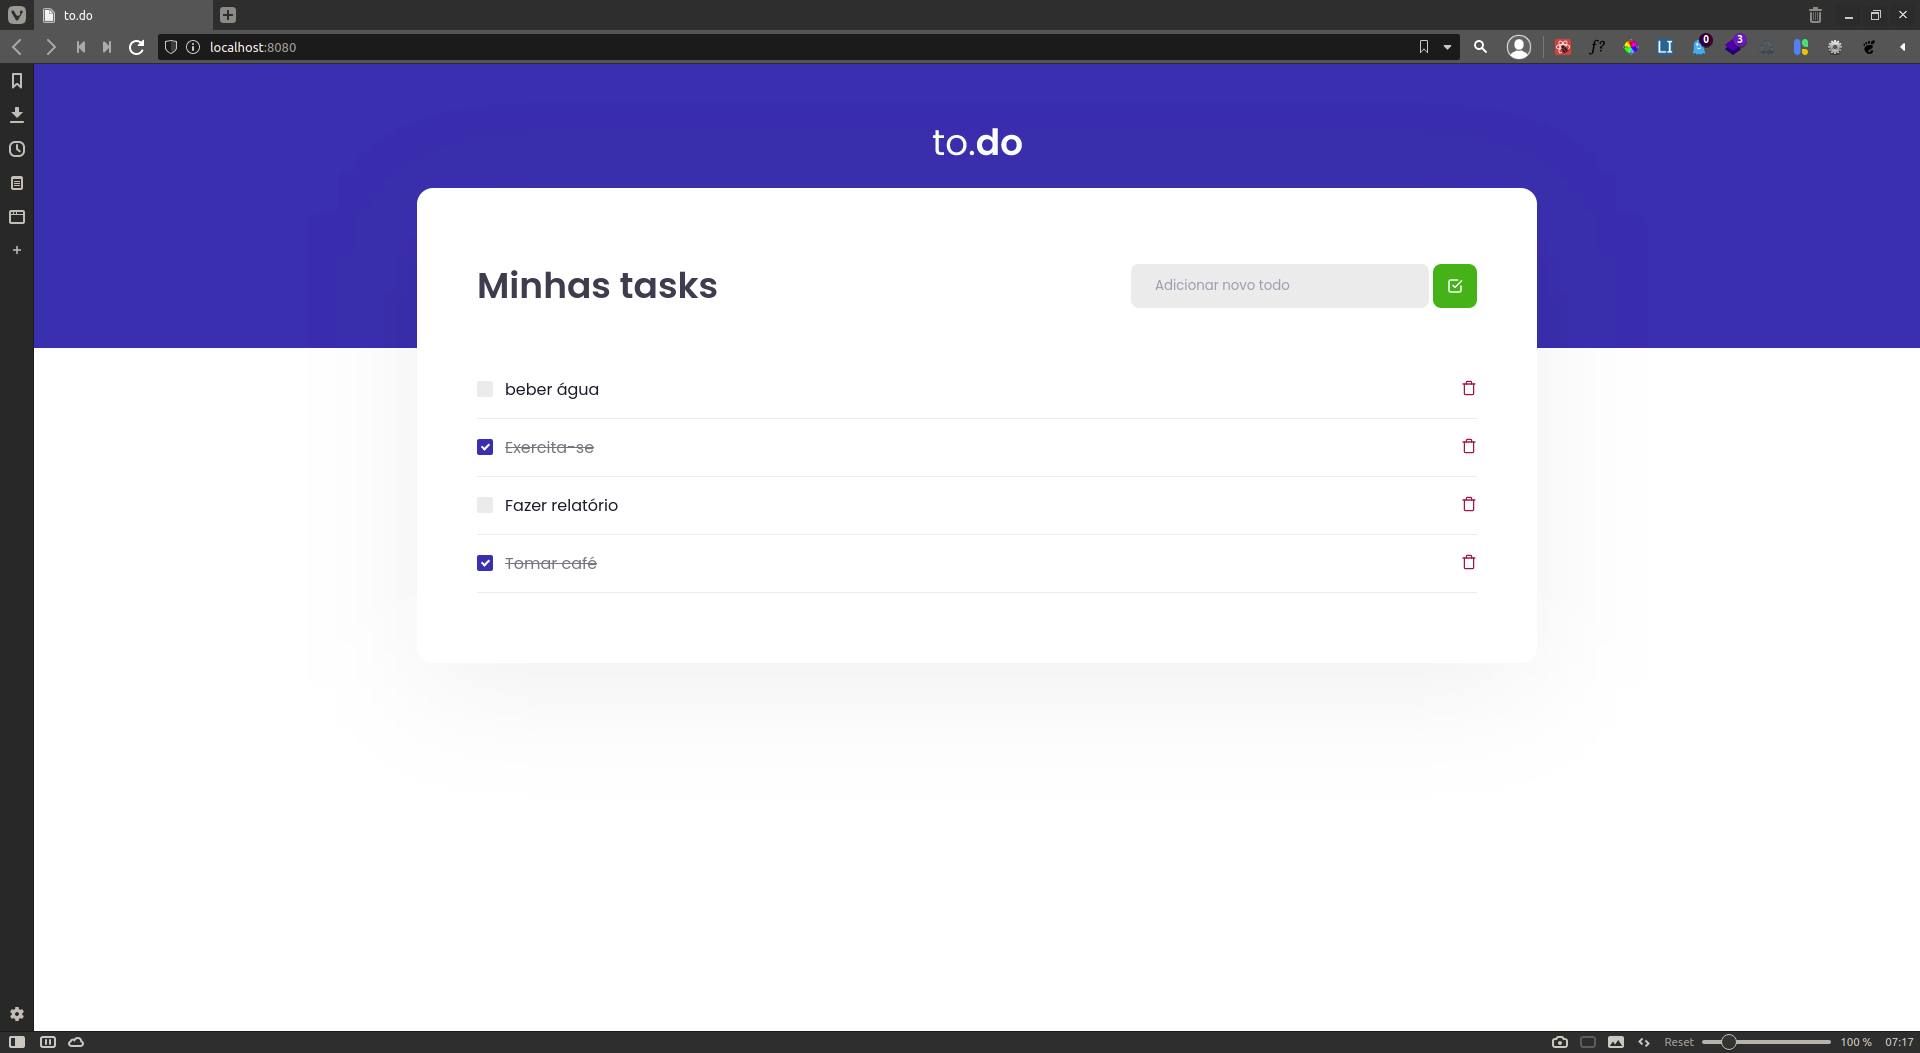 to.do
localhost:8080
f?
LI
0
3
to.do
Minhas tasks
Adicionar novo todo
beber água
Exercita-se
Fazer relatório
Tomar café
Reset
100 %
07:17